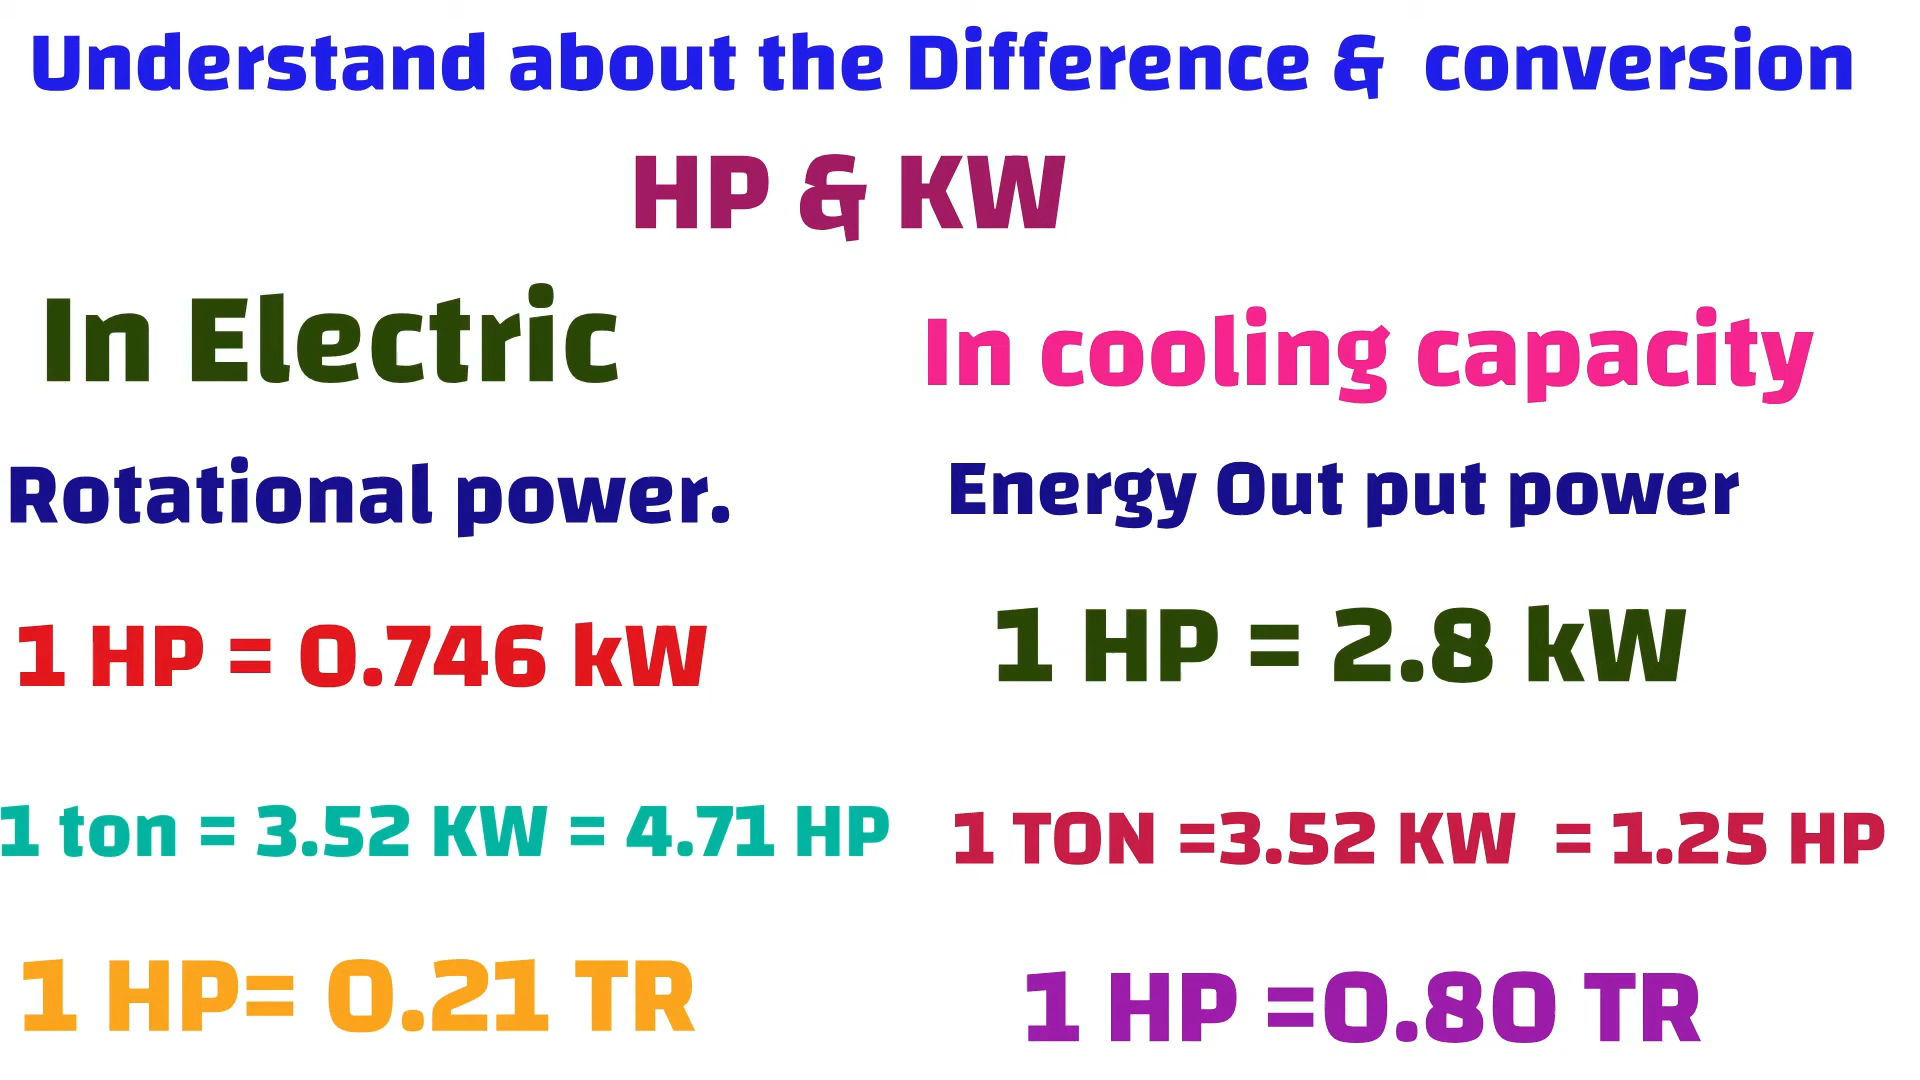 Understand about the Difference & conversion
HP & KW
In Electric
Rotational power.
1 HP = 0.746 kW
1 ton = 3.52 KW = 4.71 HP
1 HP= 0.21 TR
In cooling capacity
Energy Out put power
1 HP = 2.8 kW
1 TON =3.52 KW = 1.25 HP
1 HP =0.80 TR